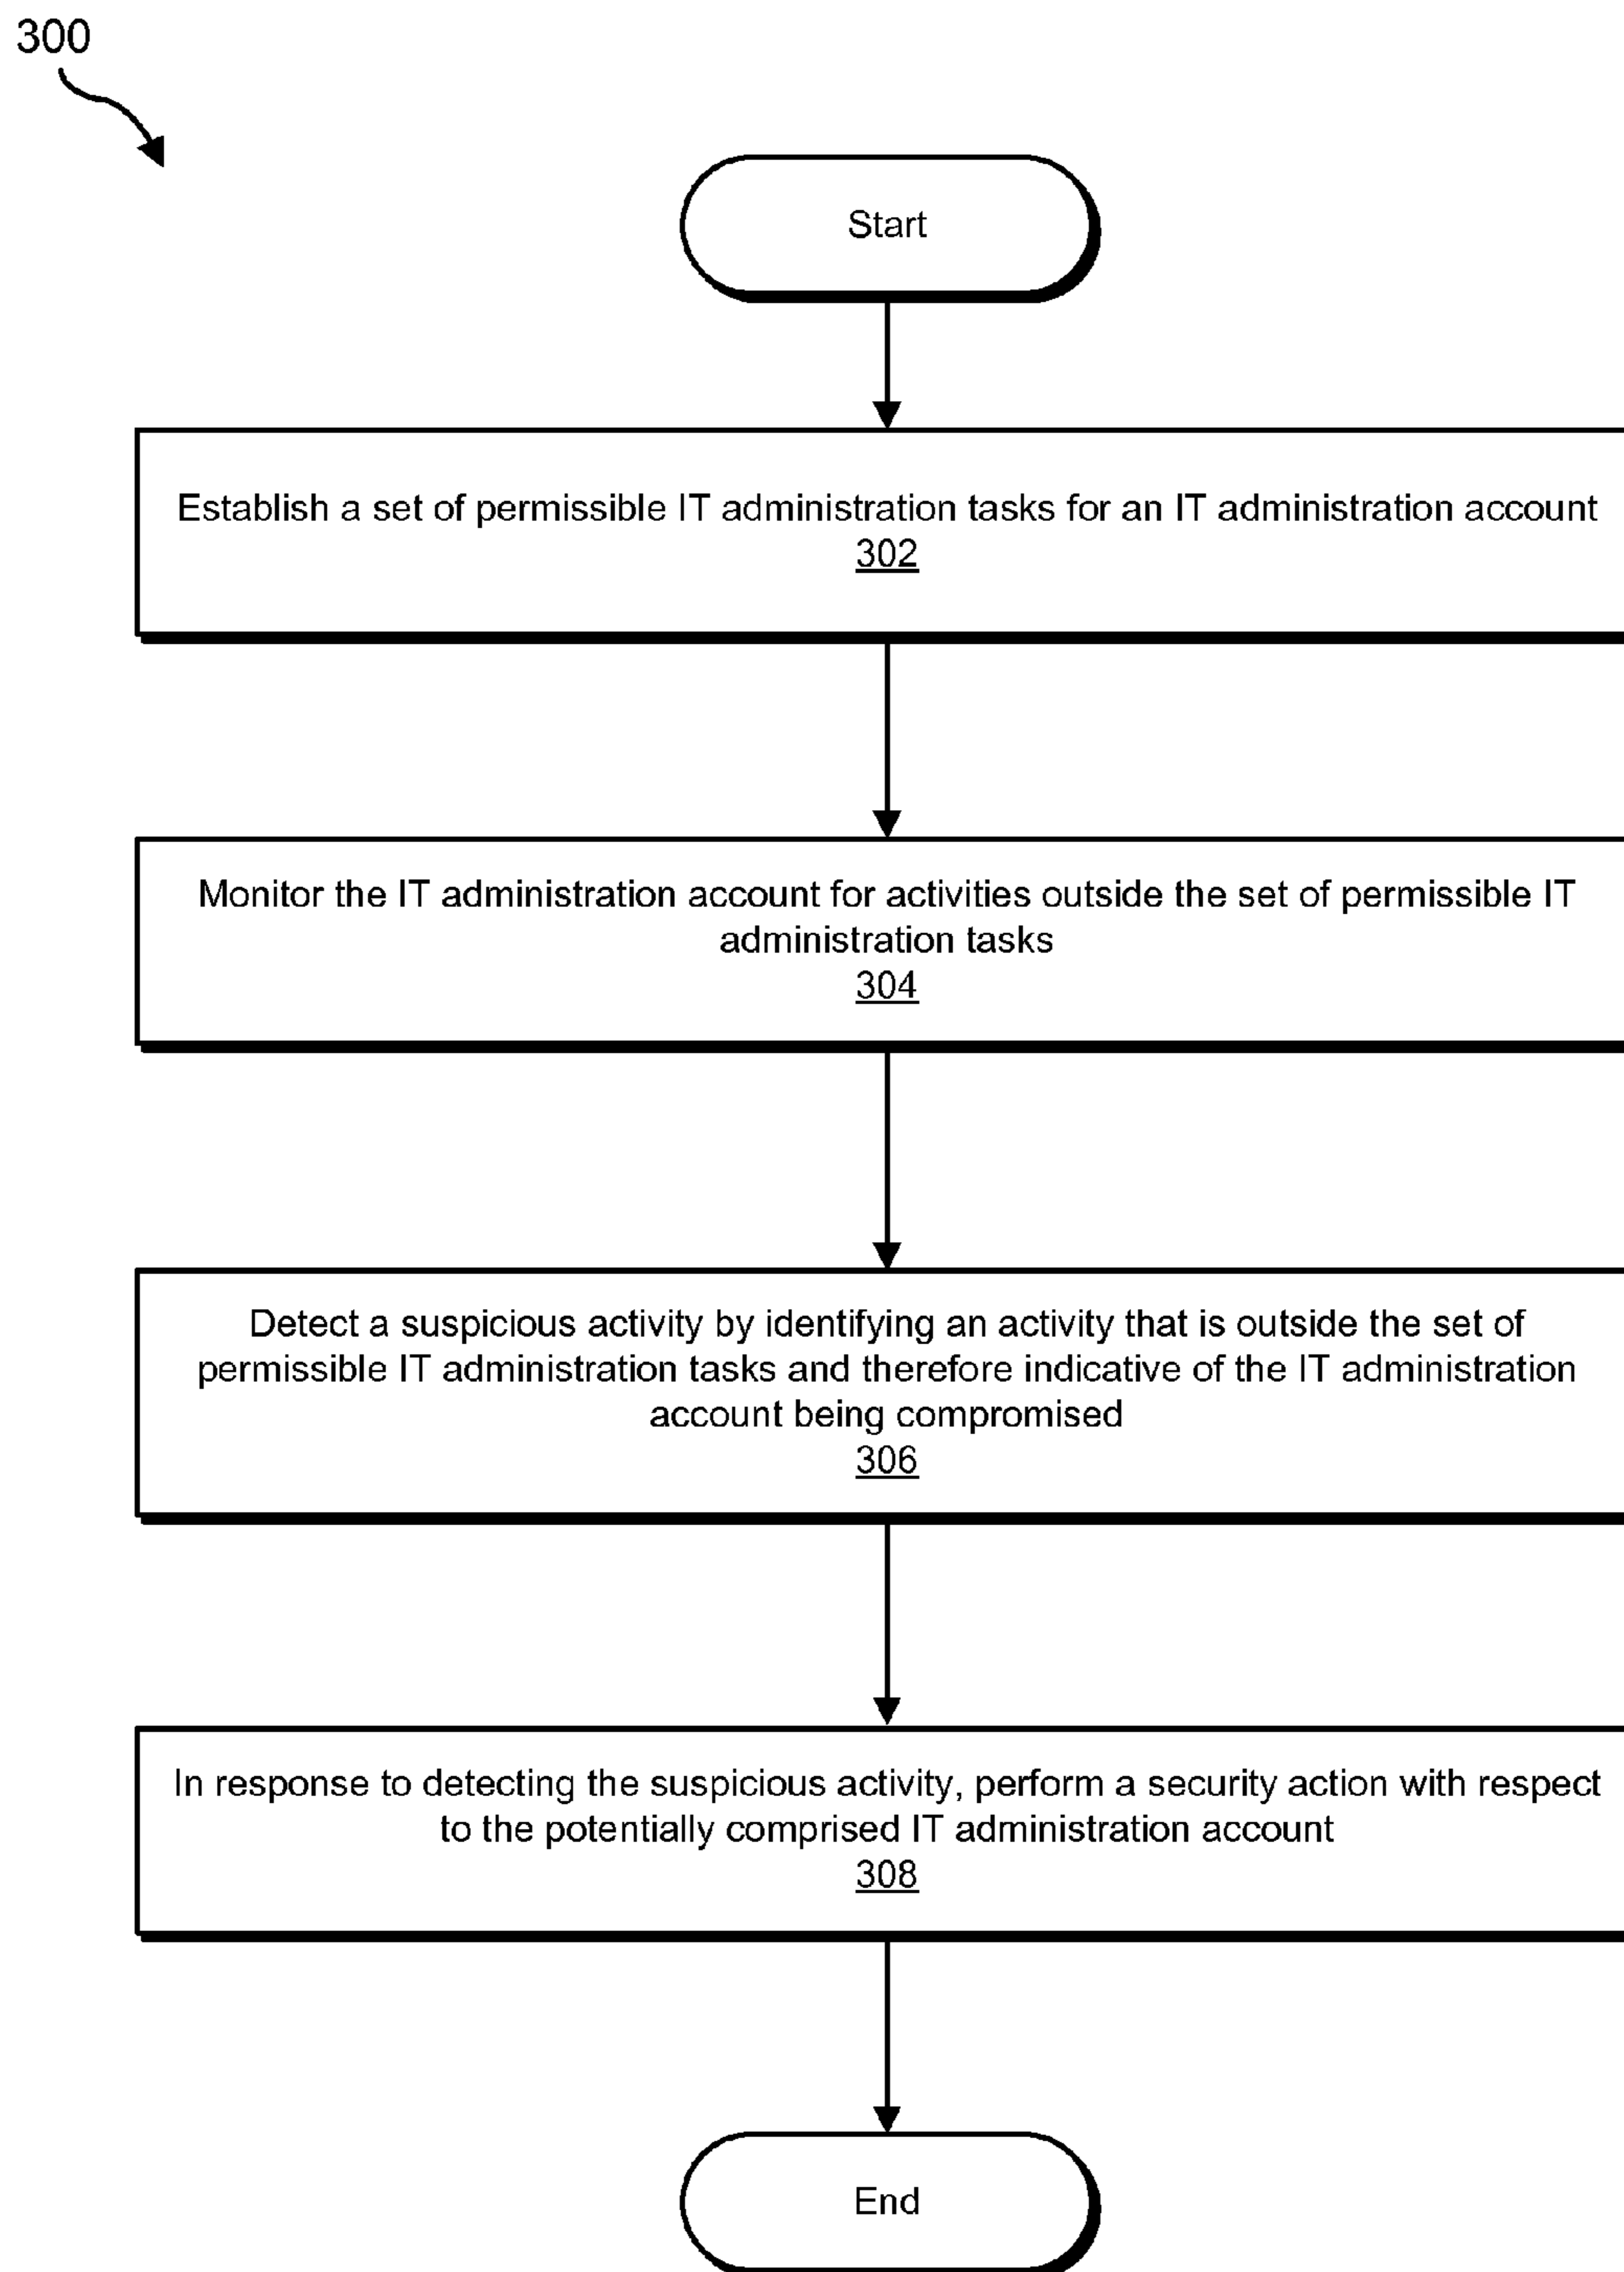 300
Start
Establish a set of permissible IT administration tasks for an IT administration account
302
Monitor the IT administration account for activities outside the set of permissible IT
administration tasks
304
Detect a suspicious activity by identifying an activity that is outside the set of
permissible IT administration tasks and therefore indicative of the IT administration
account being compromised
306
In response to detecting the suspicious activity, perform a security action with respect
to the potentially comprised IT administration account
308
End